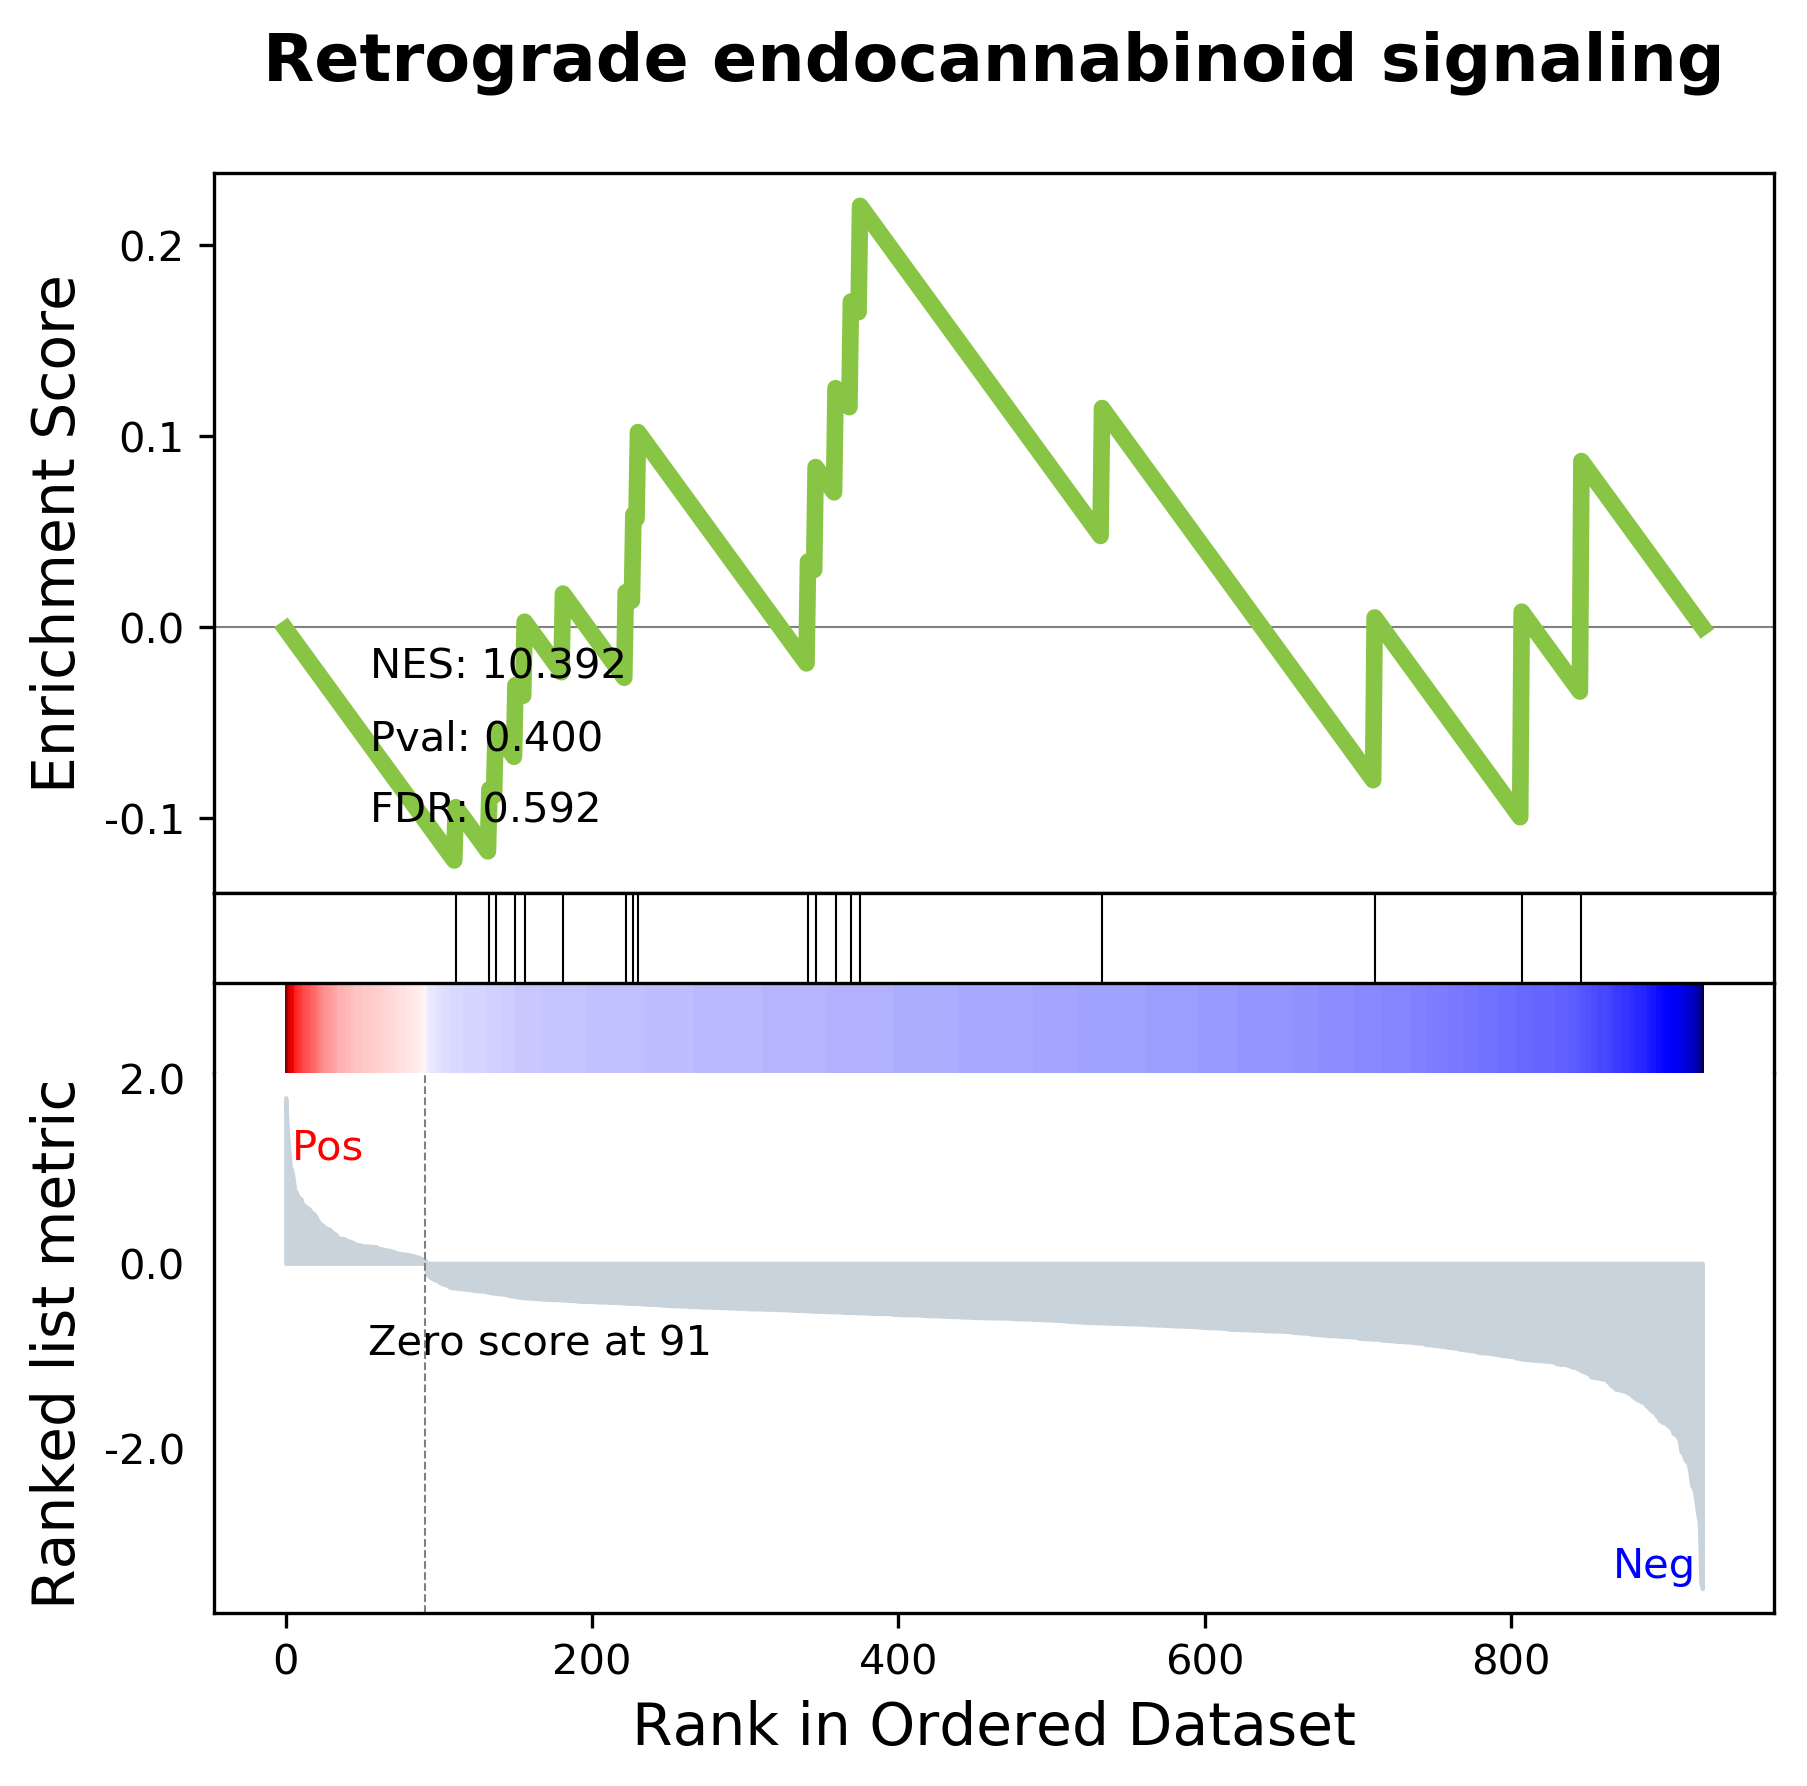 Retrograde endocannabinoid signaling
Enrichment Score
0.2
0.1
0.0
-0.1
NES: 10.392
Pval: 0.400
FDR: 0.592
Ranked list metric
2.0
0.0
-2.0
Pos
Zero score at 91
Neg
0 200 400 600 800
Rank in Ordered Dataset